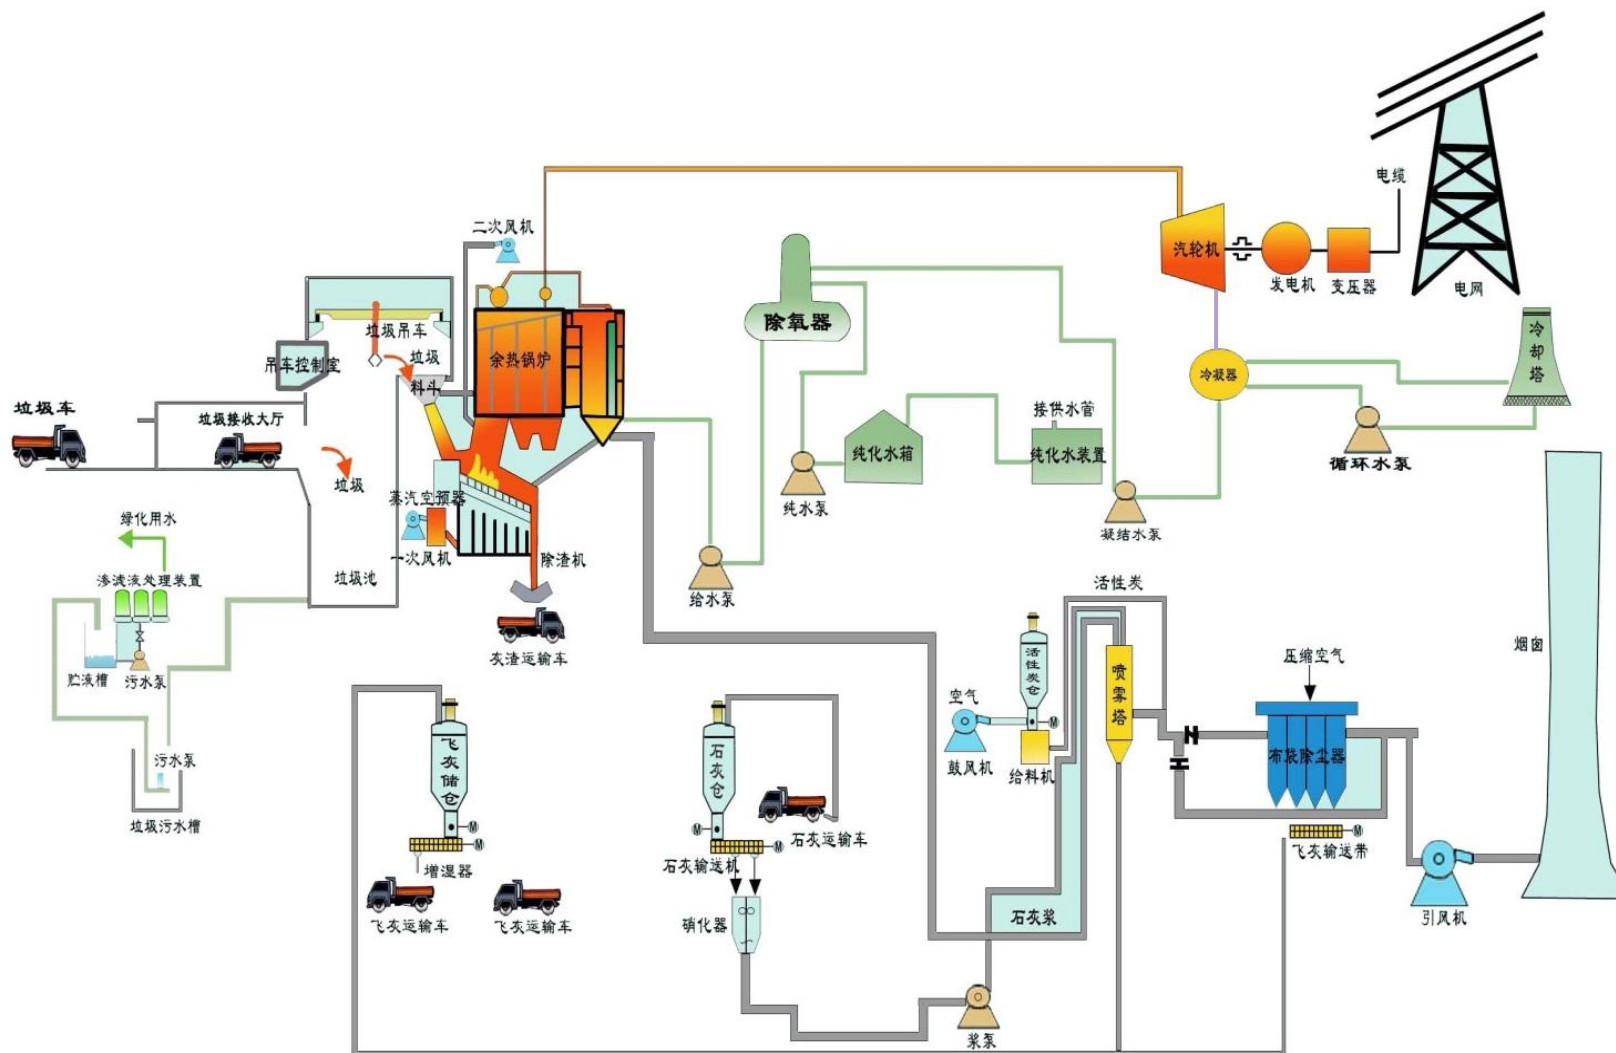 电缆
二次风机
汽轮机
发电机
变压器
电网
垃圾吊车
除氧器
冷却塔
吊车控制室
垃圾
余热锅炉
料斗
冷凝器
垃圾车
垃圾接收大厅
接供水管
纯化水箱
纯化水装置
循环水泵
垃圾
蒸汽空预器
纯水泵
凝结水泵
绿化用水
一次风机
除渣机
渗滤液处理装置
垃圾池
给水泵
活性炭
灰渣运输车
烟囱
贮液槽
污水泵
活性炭仓
喷雾塔
压缩空气
空气
M
飞灰储仓
石灰仓
污水泵
鼓风机
给料机
布袋除尘器
垃圾污水槽
M
M
M
M
M
石灰运输车
飞灰输送带
增湿器
石灰输送机
飞灰运输车
飞灰运输车
硝化器
石灰浆
引风机
浆泵